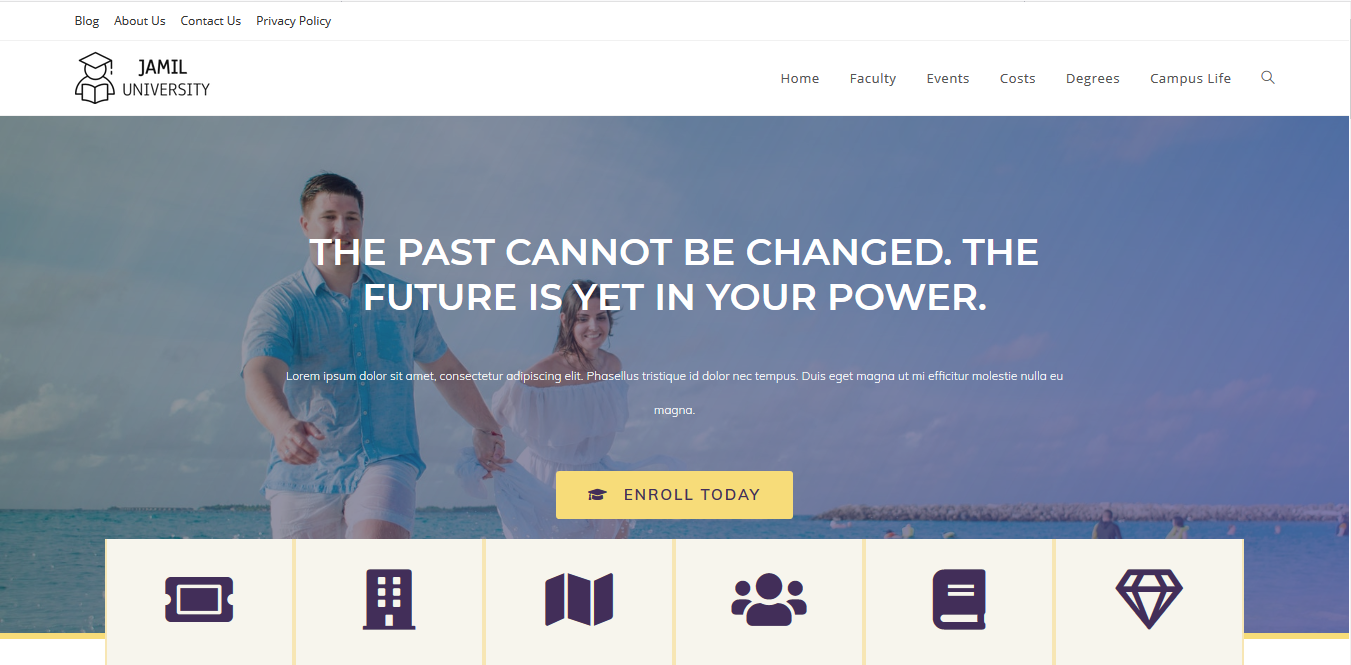 Blog About Us Contact Us Privacy Policy
JAMIL
UNIVERSITY
Home Faculty Events Costs Degrees Campus Life
THE PAST CANNOT BE CHANGED. THE
FUTURE IS YET IN YOUR POWER.
Lorem ipsum dolor sit amet, consectetur adipiscing elit. Phasellus tristique id dolor nec tempus. Duis eget magna ut mi efficitur molestie nulla eu
magna.
ENROLL TODAY